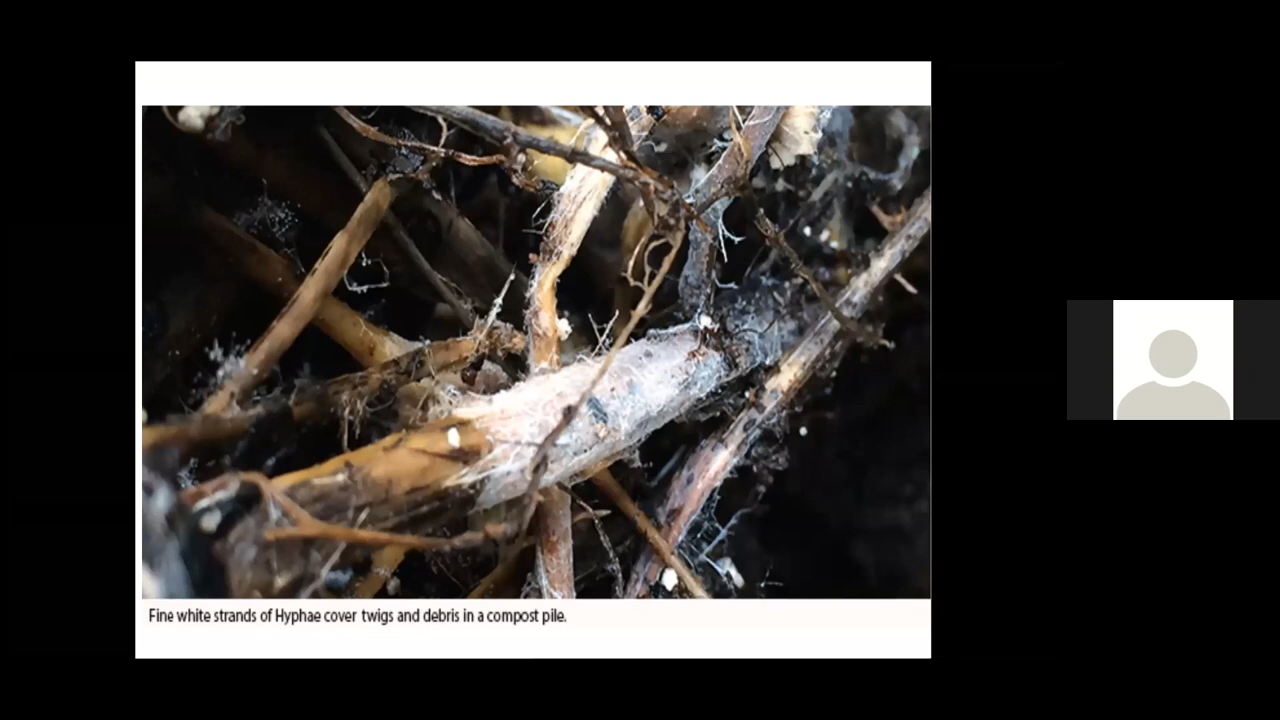 Fine white strands of Hyphae cover twigs and debris in a compost pile.